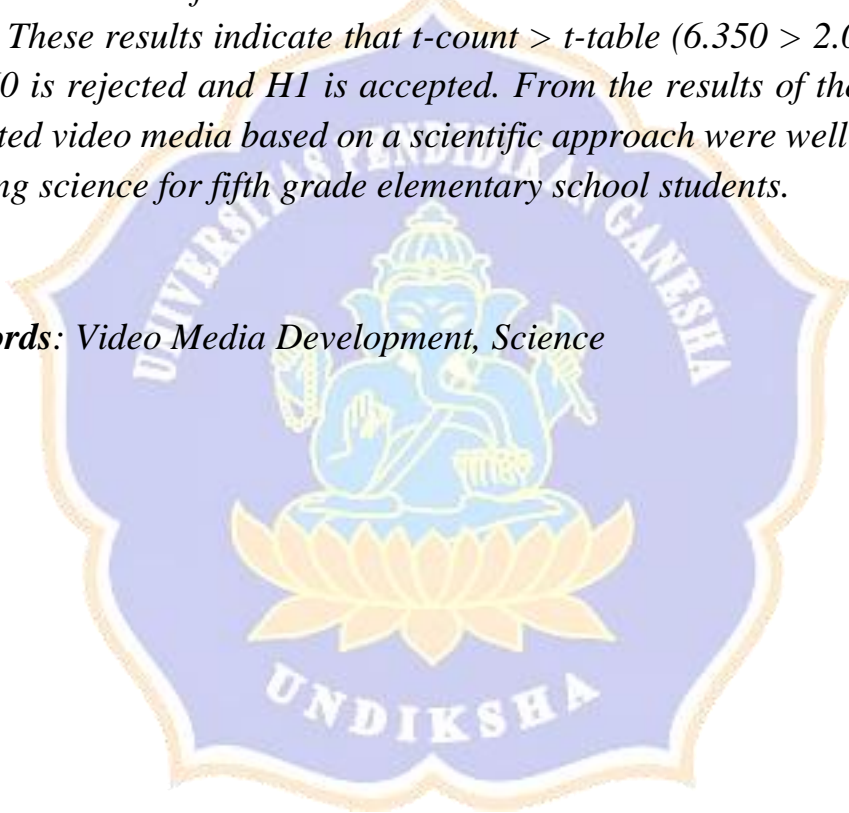 These results indicate that t-count > t-table (6.350 > 2.0
0 is rejected and H1 is accepted. From the results of the
ted video media based on a scientific approach were well
ng science for fifth grade elementary school students.
UNIVERSITAS PENDIDIKAN GANESHA
ords: Video Media Development, Science
UNDIKSHA